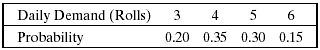 Daily Demand (Rolls) 3 4 5 6
Probability 0.20 0.35 0.30 0.15